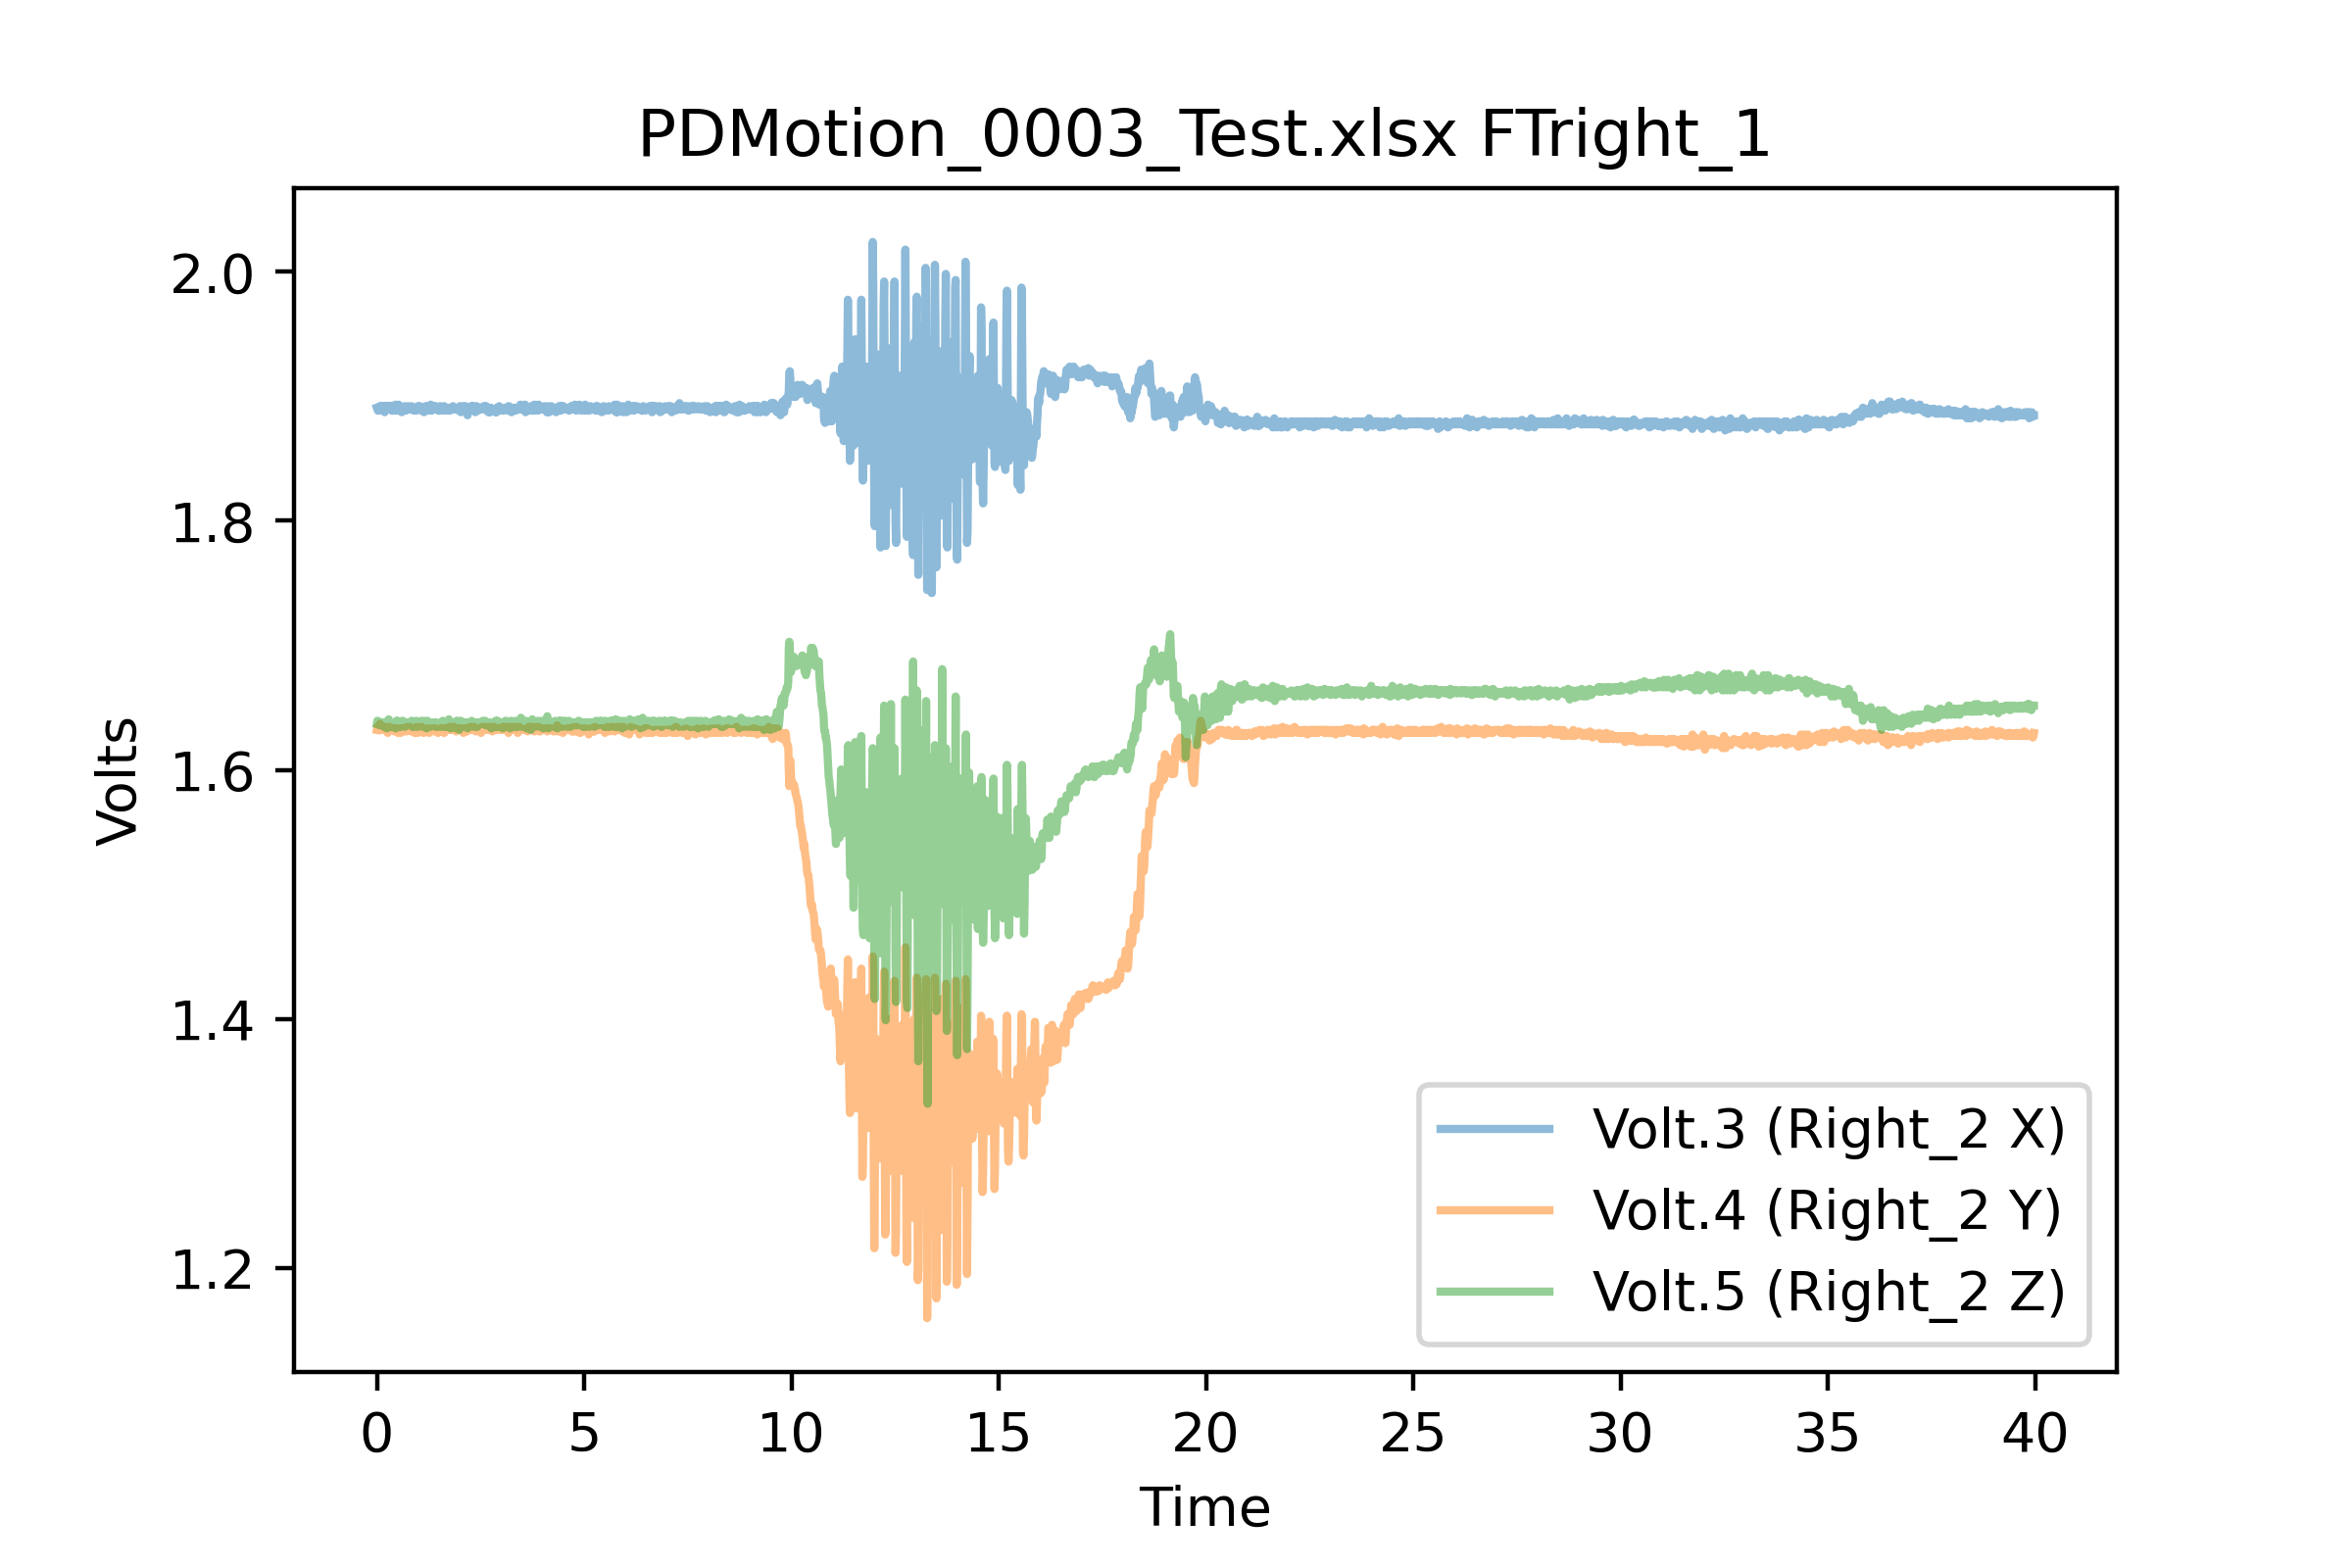 PDMotion_0003_Test.xlsx FTright_1
2.0
1.8
1.6
1.4
1.2
Volts
Volt.3 (Right_2 X)
Volt.4 (Right_2 Y)
Volt.5 (Right_2 Z)
0 5 10 15 20 25 30 35 40
Time